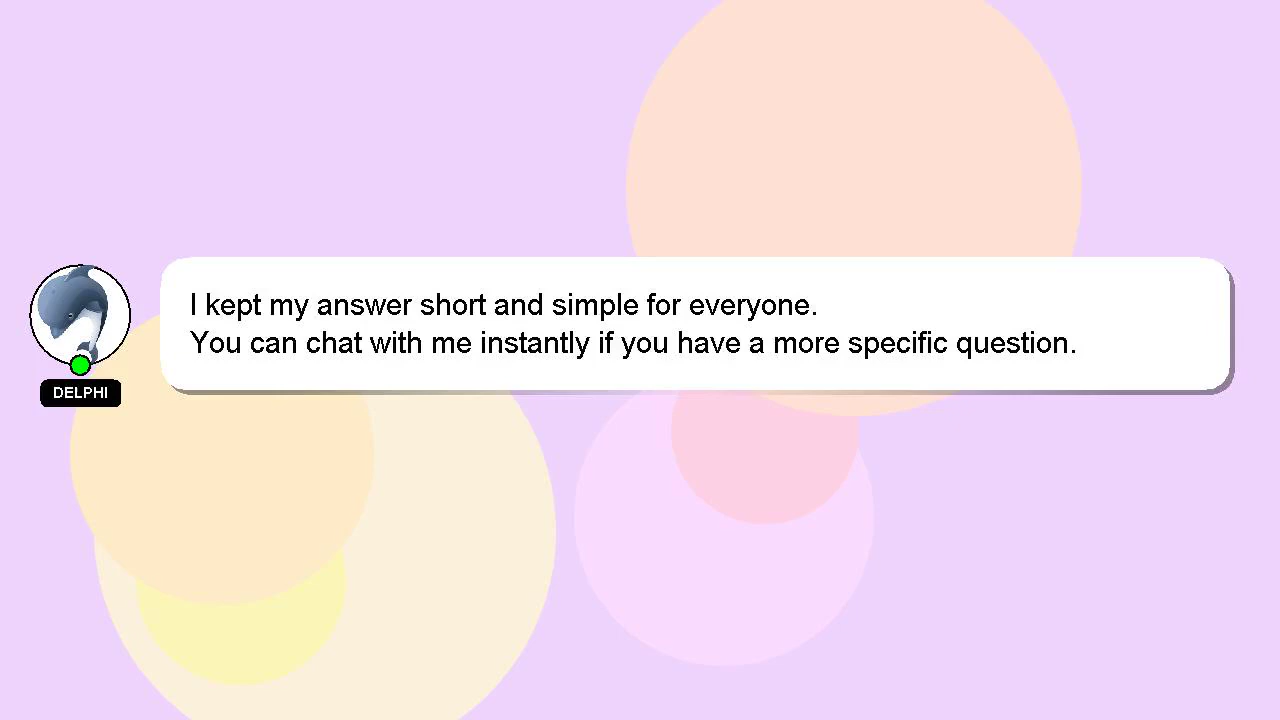 I kept my answer short and simple for everyone.
You can chat with me instantly if you have a more specific question.
DELPHI